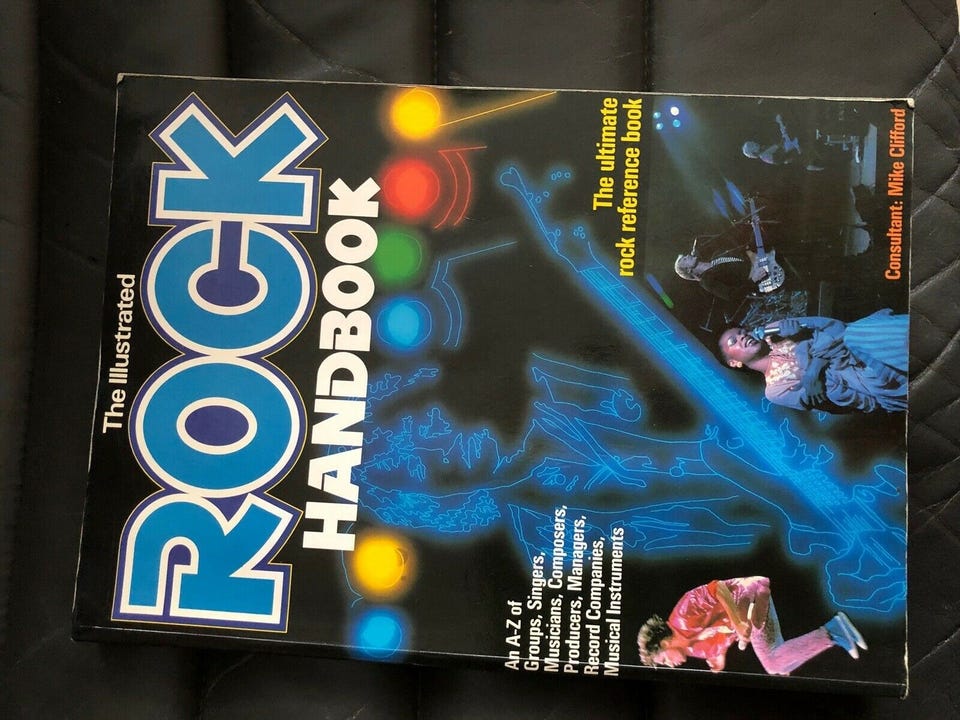 The Illustrated
ROCK
HANDBOOK
The ultimate
rock reference book
An A-Z of
Groups, Singers,
Musicians, Composers,
Producers, Managers,
Record Companies,
Musical Instruments
Consultant: Mike Clifford